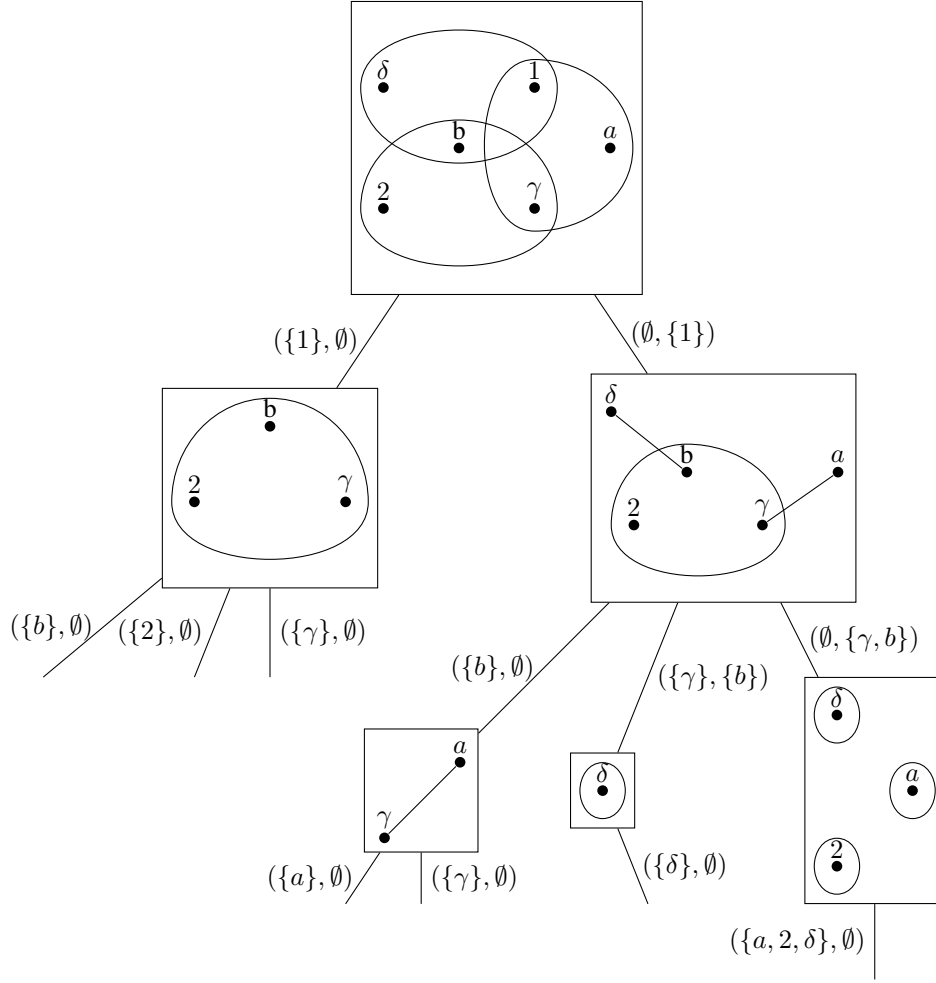 δ 1
b a
2 γ
({1}, ∅) (∅, {1})
δ
b
b a
2 γ
2 γ
({b}, ∅) ({2}, ∅) ({γ}, ∅)
(∅, {γ, b})
({b}, ∅) ({γ}, {b})
δ
a
δ a
γ
2
({a}, ∅) ({γ}, ∅) ({δ}, ∅)
({a, 2, δ}, ∅)